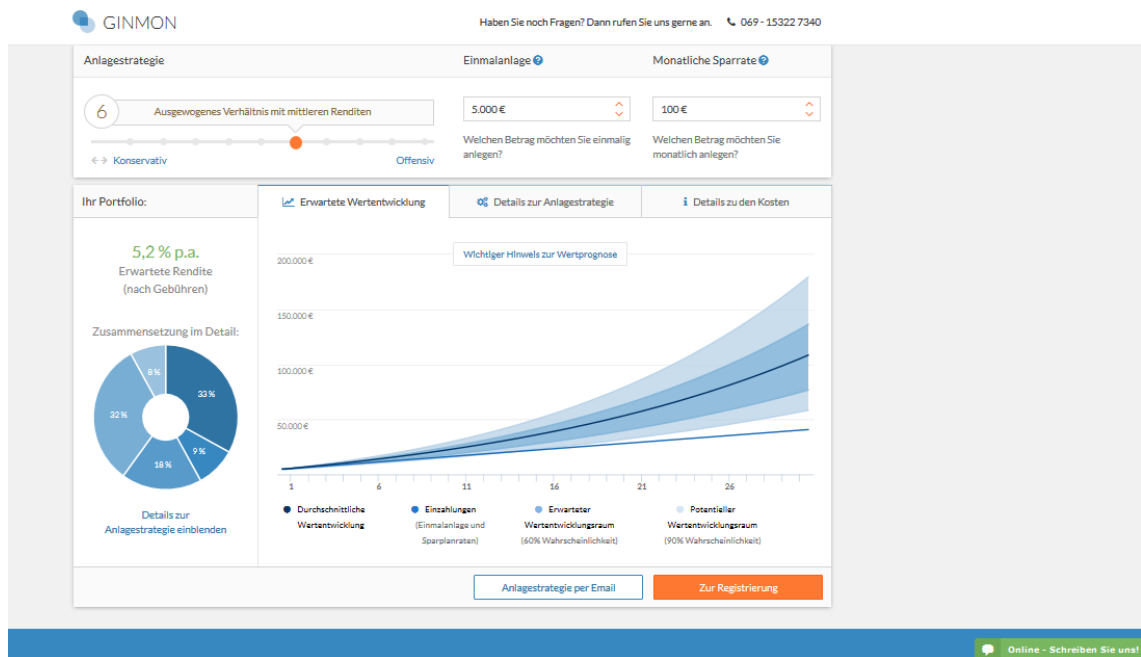 GINMON
Haben Sie noch Fragen? Dann rufen Sie uns gerne an. 069 - 15322 7340
Anlagestrategie
Einmalanlage
Monatliche Sparrate
6
Ausgewogenes Verhältnis mit mittleren Renditen
5.000 €
100 €
Welchen Betrag möchten Sie einmalig
anlegen?
Welchen Betrag möchten Sie
monatlich anlegen?
Konservativ
Offensiv
Ihr Portfolio:
Erwartete Wertentwicklung
Details zur Anlagestrategie
Details zu den Kosten
5,2 % p.a.
Erwartete Rendite
(nach Gebühren)
Zusammensetzung im Detail:
8 %
33 %
32 %
9 %
18 %
Details zur
Anlagestrategie einblenden
Wichtiger Hinweis zur Wertprognose
200.000 €
150.000 €
100.000 €
50.000 €
1 6 11 16 21 26
Durchschnittliche
Wertentwicklung
Einzahlungen
(Einmalanlage und
Sparplanraten)
Erwarteter
Wertentwicklungsraum
(60% Wahrscheinlichkeit)
Potentieller
Wertentwicklungsraum
(90% Wahrscheinlichkeit)
Anlagestrategie per Email
Zur Registrierung
Online - Schreiben Sie uns!